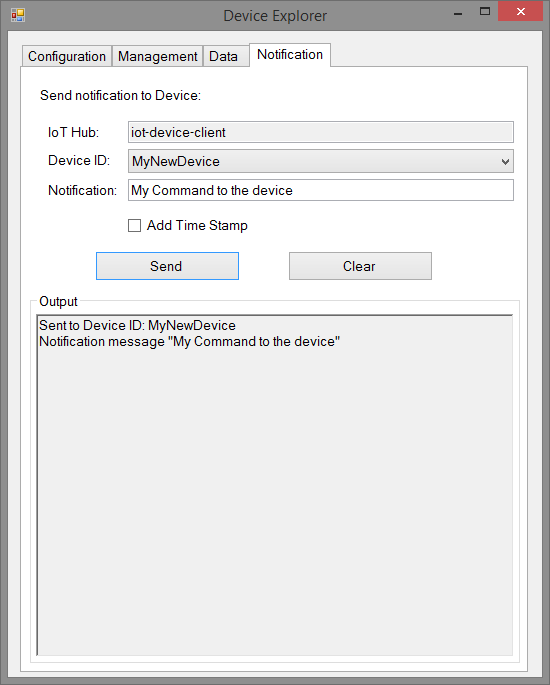 Device Explorer
Configuration Management Data Notification
Send notification to Device:
IoT Hub: iot-device-client
Device ID: MyNewDevice
Notification: My Command to the device
Add Time Stamp
Send Clear
Output
Sent to Device ID: MyNewDevice
Notification message "My Command to the device"